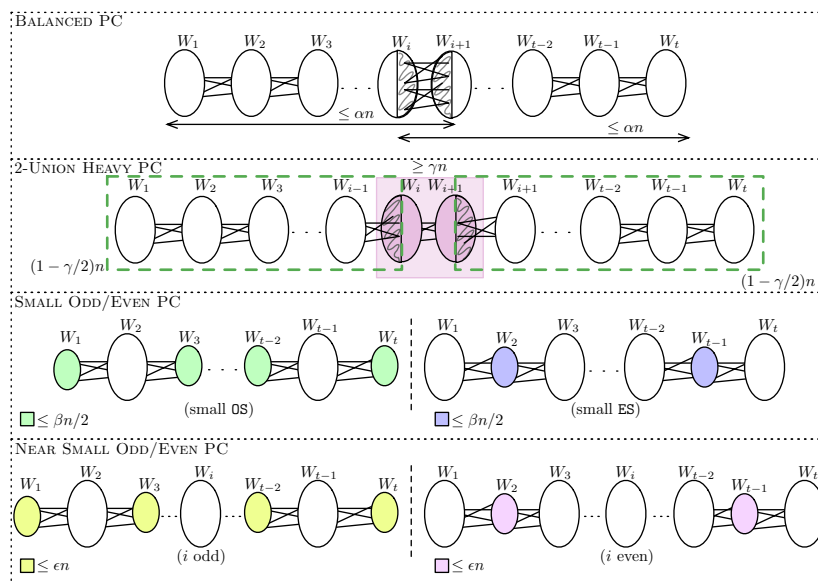 BALANCED PC
W₁ W₂ W₃ Wᵢ Wᵢ₊₁ Wₜ₋₂ Wₜ₋₁ Wₜ
. . . . . .
≤ αn
≤ αn
2-UNION HEAVY PC
≥ γn
W₁ W₂ W₃ Wᵢ₋₁ Wᵢ Wᵢ₊₁ Wᵢ₊₁ Wₜ₋₂ Wₜ₋₁ Wₜ
. . . . . .
(1 − γ/2)n
(1 − γ/2)n
SMALL ODD/EVEN PC
W₁ W₂ W₃ Wₜ₋₂ Wₜ₋₁ Wₜ
. . .
(small OS)
≤ βn/2
W₁ W₂ W₃ Wₜ₋₂ Wₜ₋₁ Wₜ
. . .
(small ES)
≤ βn/2
NEAR SMALL ODD/EVEN PC
W₁ W₂ W₃ Wᵢ Wₜ₋₂ Wₜ₋₁ Wₜ
... ...
(i odd)
≤ ϵn
W₁ W₂ W₃ Wᵢ Wₜ₋₂ Wₜ₋₁ Wₜ
... ...
(i even)
≤ ϵn